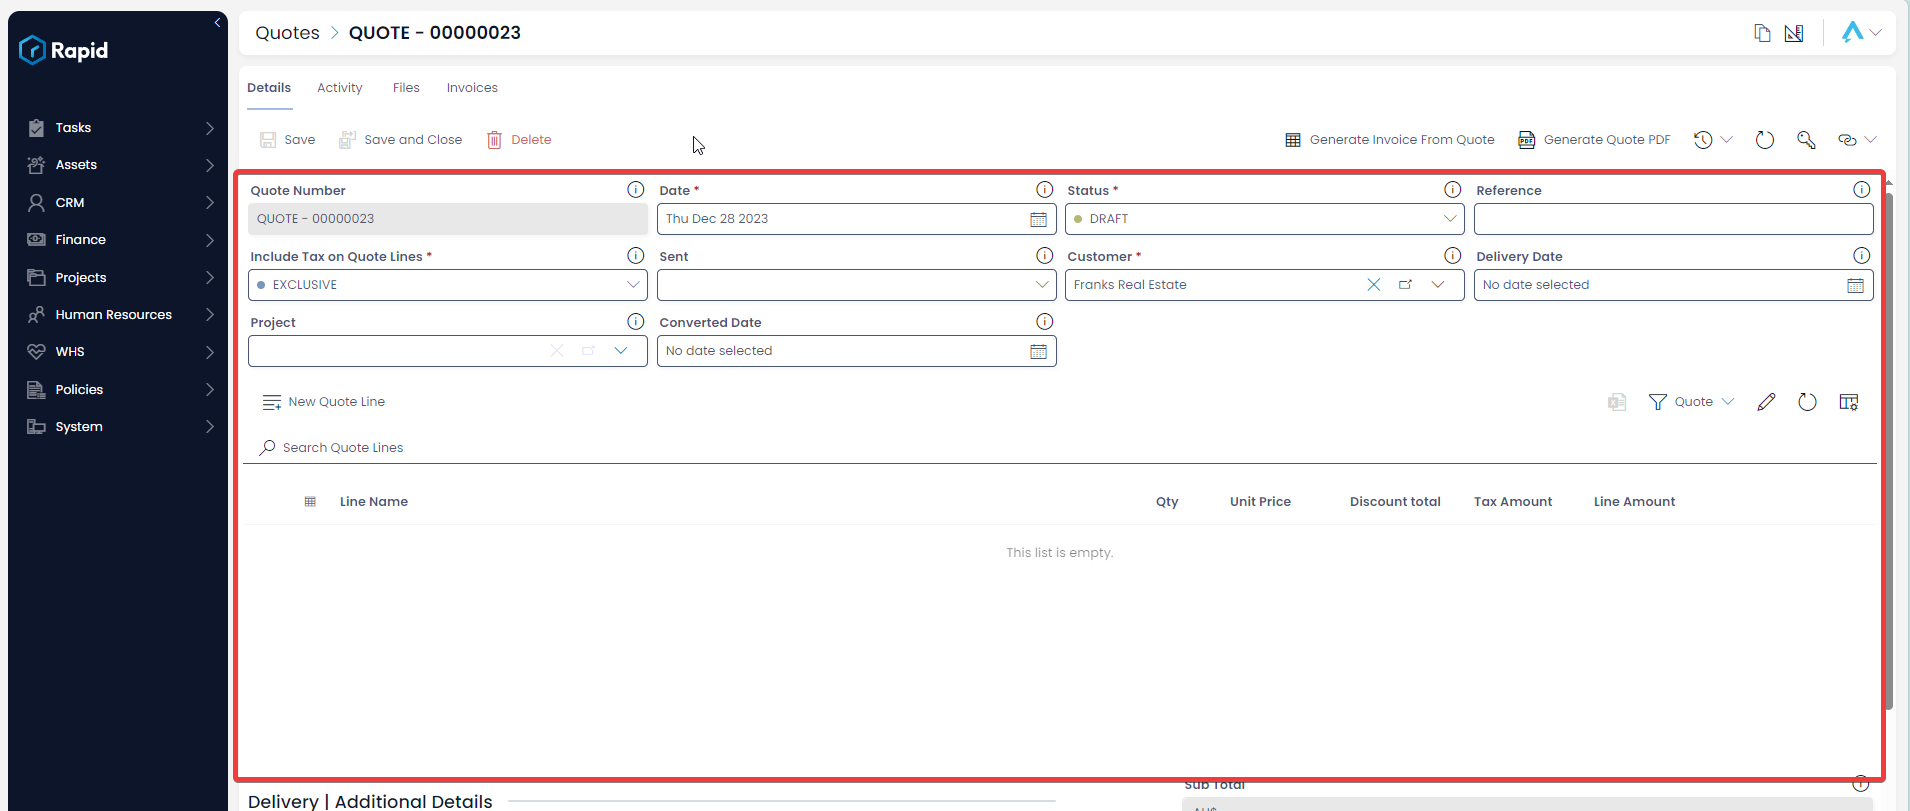 Rapid
Tasks
Assets
CRM
Finance
Projects
Human Resources
WHS
Policies
System
Quotes > QUOTE - 00000023
Details Activity Files Invoices
Save Save and Close Delete Generate Invoice From Quote PDF Generate Quote PDF
Quote Number Date * Status * Reference
QUOTE - 00000023 Thu Dec 28 2023 DRAFT
Include Tax on Quote Lines * Sent Customer * Delivery Date
EXCLUSIVE Franks Real Estate No date selected
Project Converted Date
No date selected
New Quote Line Quote
Search Quote Lines
Line Name Qty Unit Price Discount total Tax Amount Line Amount
This list is empty.
Sub Total
Delivery | Additional Details
AU$